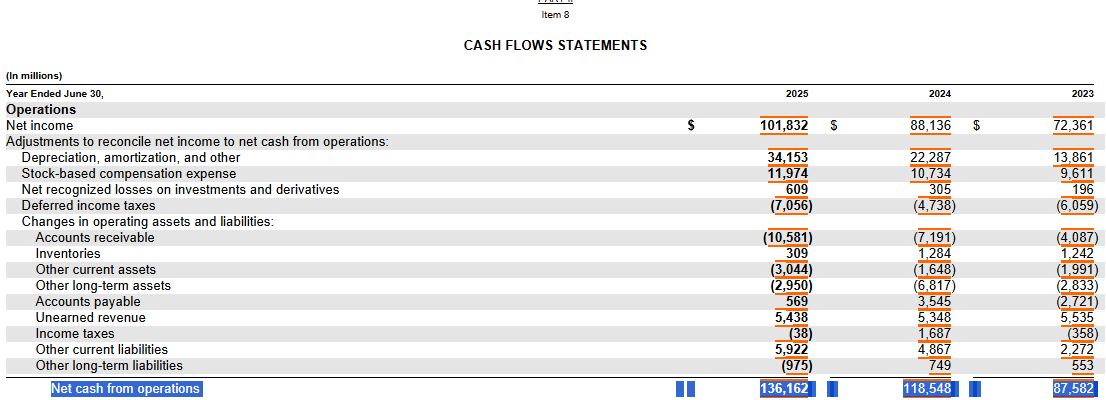 Item 8
CASH FLOWS STATEMENTS
(In millions)
Year Ended June 30, 2025 2024 2023
Operations
Net income $ 101,832 $ 88,136 $ 72,361
Adjustments to reconcile net income to net cash from operations:
Depreciation, amortization, and other 34,153 22,287 13,861
Stock-based compensation expense 11,974 10,734 9,611
Net recognized losses on investments and derivatives 609 305 196
Deferred income taxes (7,056) (4,738) (6,059)
Changes in operating assets and liabilities:
Accounts receivable (10,581) (7,191) (4,087)
Inventories 309 1,284 1,242
Other current assets (3,044) (1,648) (1,991)
Other long-term assets (2,950) (6,817) (2,833)
Accounts payable 569 3,545 (2,721)
Unearned revenue 5,438 5,348 5,535
Income taxes (38) 1,687 (358)
Other current liabilities 5,922 4,867 2,272
Other long-term liabilities (975) 749 553
Net cash from operations 136,162 118,548 87,582